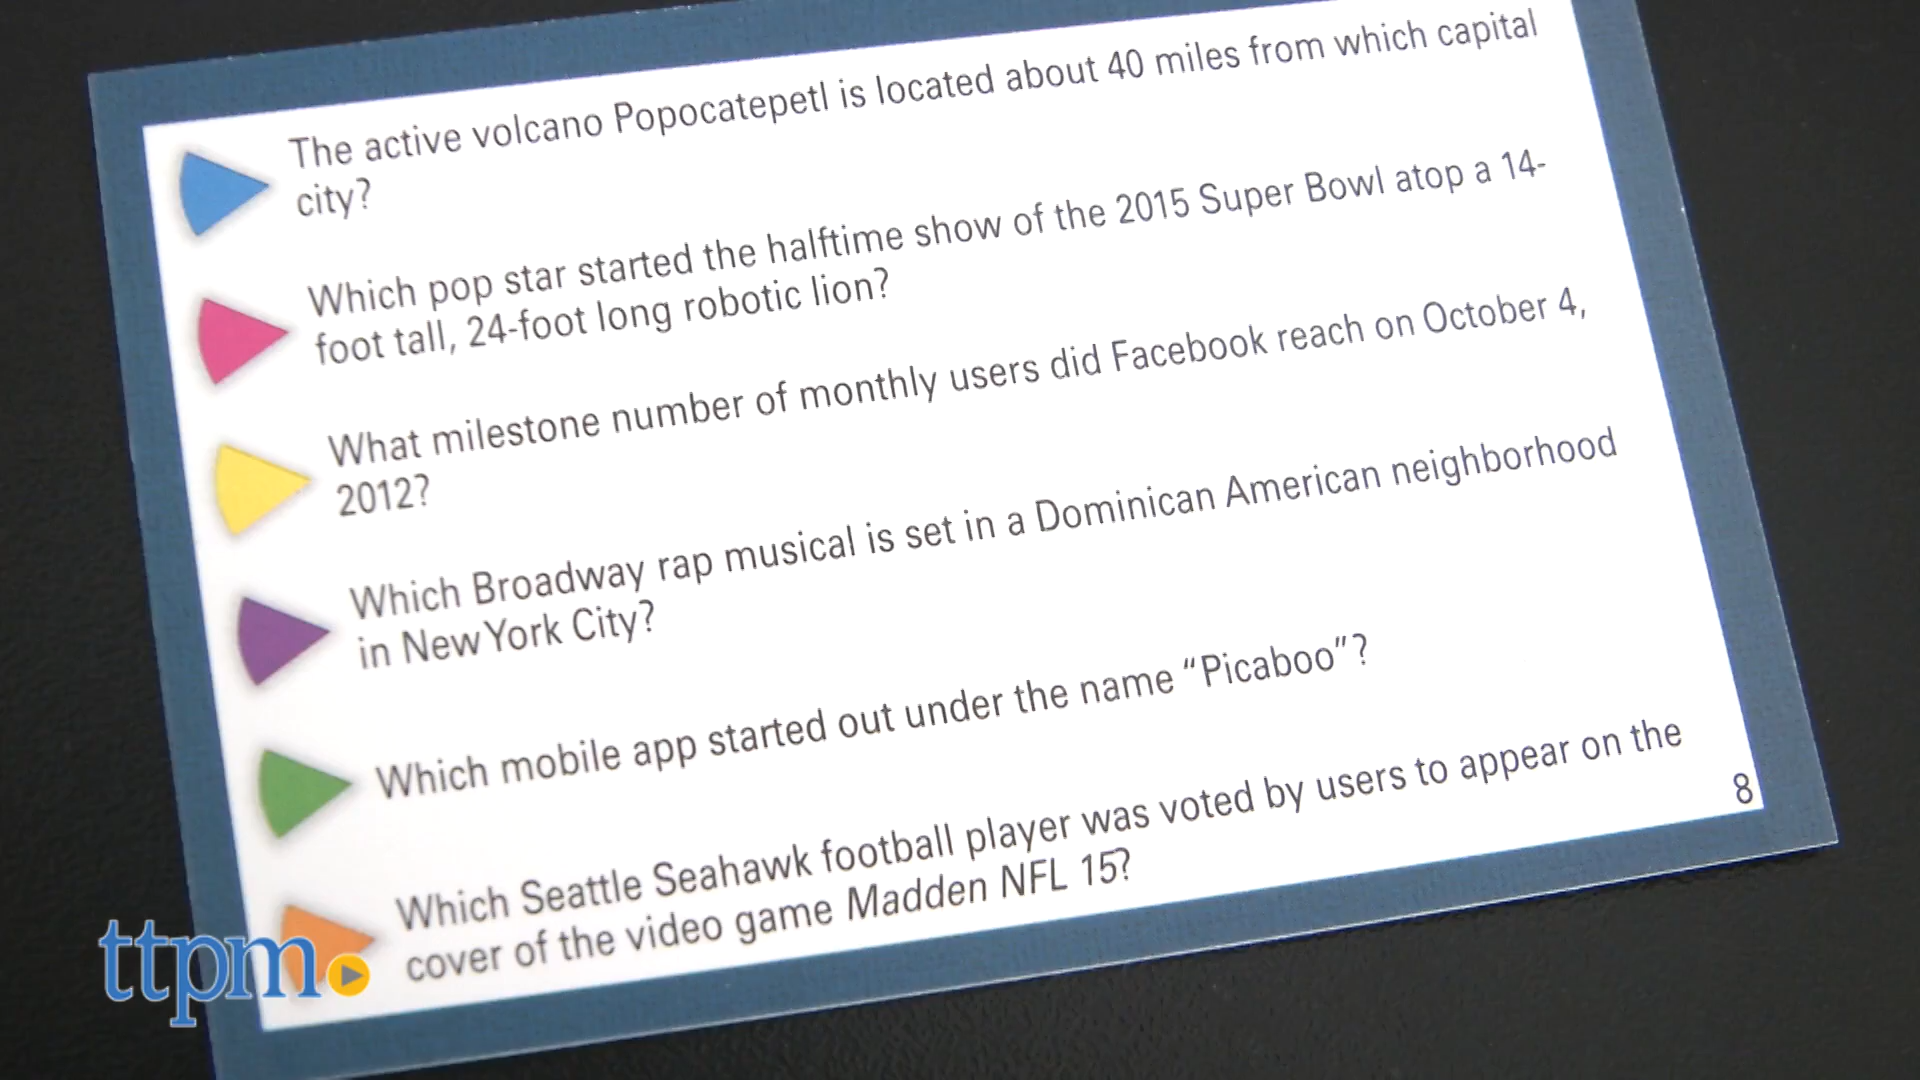 The active volcano Popocatepetl is located about 40 miles from which capital
city?
Which pop star started the halftime show of the 2015 Super Bowl atop a 14-
foot tall, 24-foot long robotic lion?
What milestone number of monthly users did Facebook reach on October 4,
2012?
Which Broadway rap musical is set in a Dominican American neighborhood
in New York City?
Which mobile app started out under the name “Picaboo”?
Which Seattle Seahawk football player was voted by users to appear on the
cover of the video game Madden NFL 15?
8
ttpm